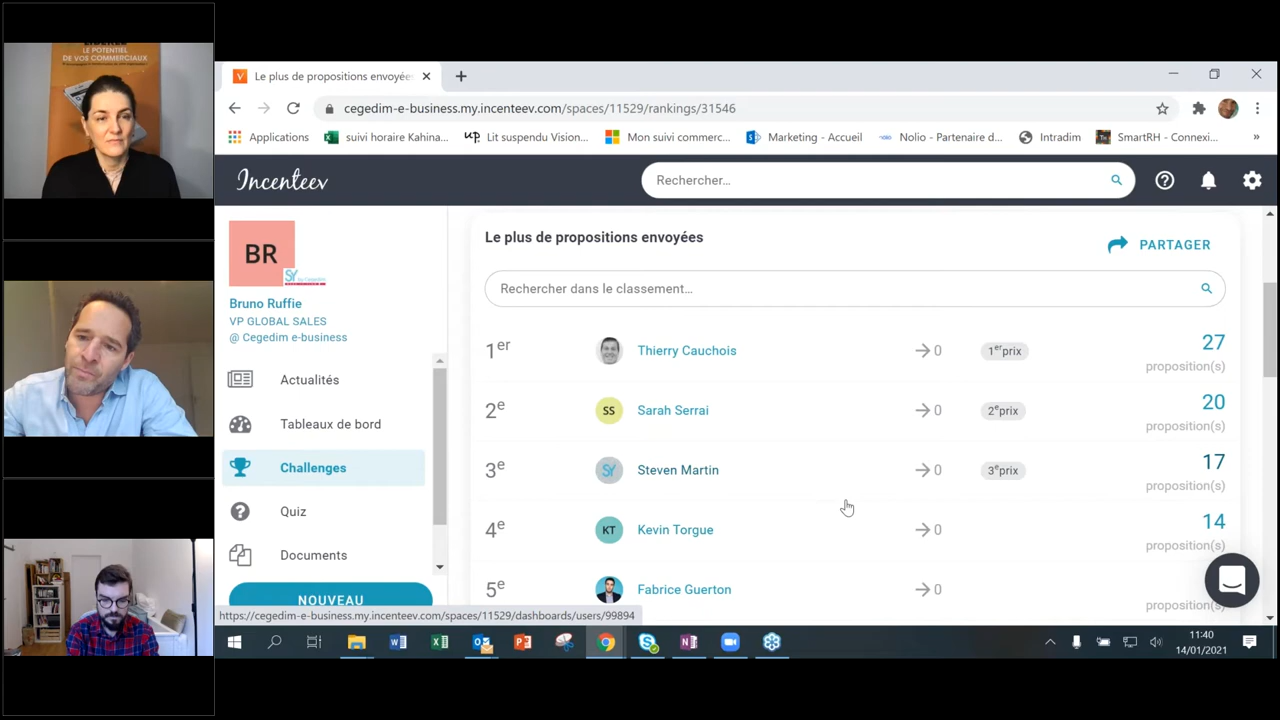 LE POTENTIEL
DE VOS COMMERCIAUX
Le plus de propositions envoyées
cegedim-e-business.my.incenteev.com/spaces/11529/rankings/31546
Applications
suivi horaire Kahina...
Lit suspendu Vision...
Mon suivi commerc...
Marketing - Accueil
Nolio - Partenaire d...
Intradim
SmartRH - Connexi...
»
Incenteev
Rechercher...
BR
SY by Cegedim
Bruno Ruffie
VP GLOBAL SALES
@ Cegedim e-business
Actualités
Tableaux de bord
Challenges
Quiz
Documents
NOUVEAU
Le plus de propositions envoyées
PARTAGER
Rechercher dans le classement...
1er Thierry Cauchois → 0 1er prix 27
proposition(s)
2e SS Sarah Serrai → 0 2e prix 20
proposition(s)
3e SY Steven Martin → 0 3e prix 17
proposition(s)
4e KT Kevin Torgue → 0 14
proposition(s)
5e Fabrice Guerton → 0
proposition(s)
https://cegedim-e-business.my.incenteev.com/spaces/11529/dashboards/users/99894
11:40
14/01/2021